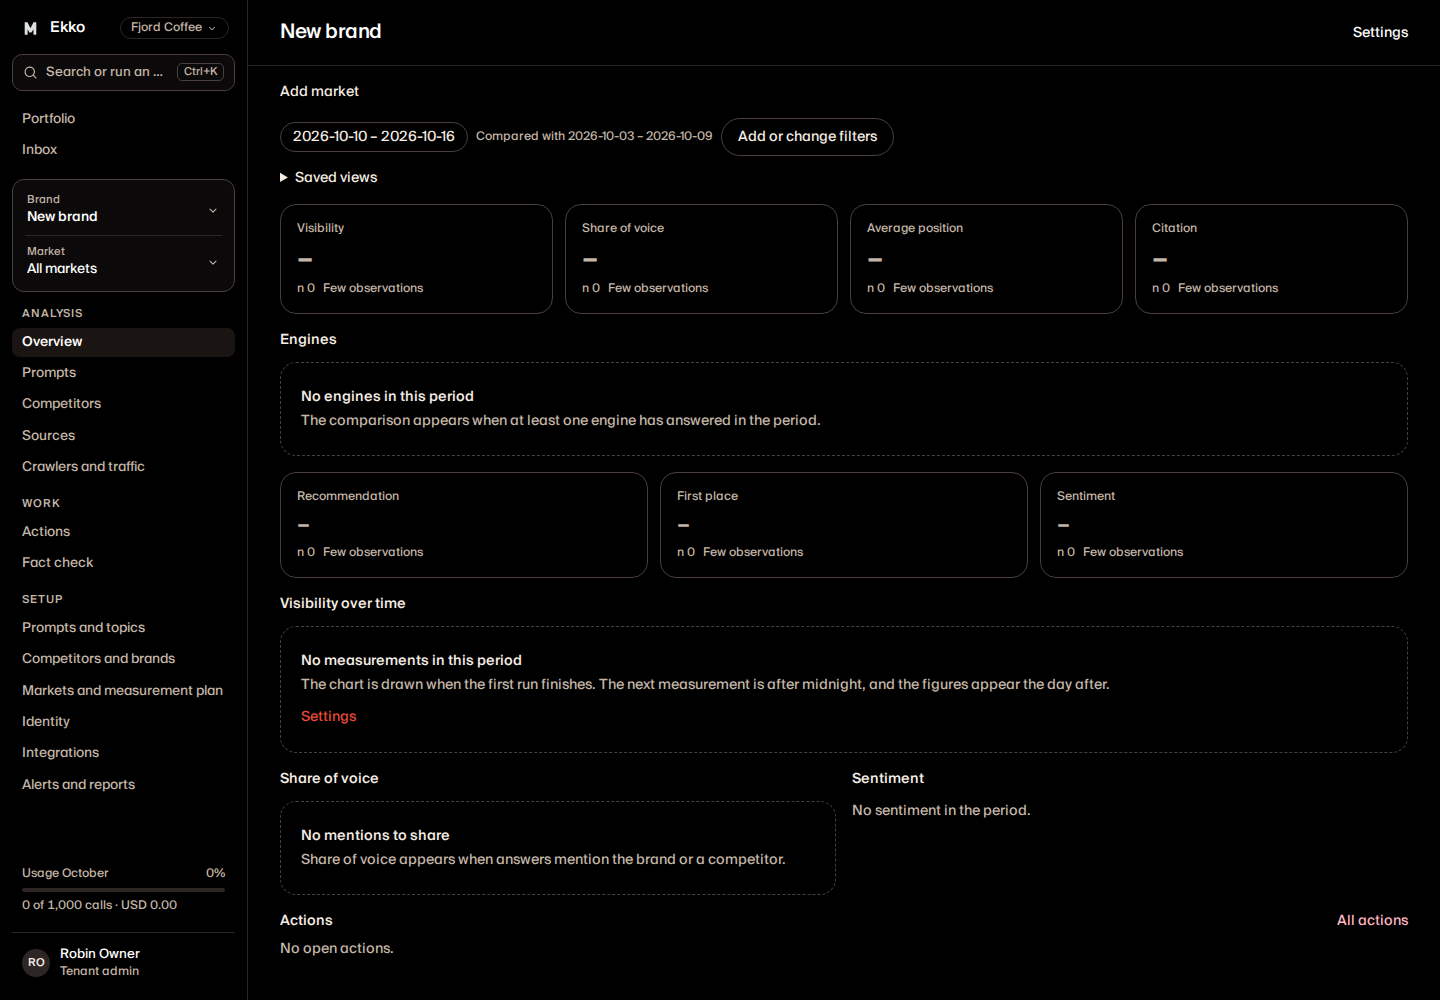 Ekko
Fjord Coffee
Search or run an ...
Ctrl+K
Portfolio
Inbox
Brand
New brand
Market
All markets
ANALYSIS
Overview
Prompts
Competitors
Sources
Crawlers and traffic
WORK
Actions
Fact check
SETUP
Prompts and topics
Competitors and brands
Markets and measurement plan
Identity
Integrations
Alerts and reports
Usage October 0%
0 of 1,000 calls · USD 0.00
RO
Robin Owner
Tenant admin
New brand
Settings
Add market
2026-10-10 – 2026-10-16 Compared with 2026-10-03 – 2026-10-09 Add or change filters
Saved views
Visibility
–
n 0 Few observations
Share of voice
–
n 0 Few observations
Average position
–
n 0 Few observations
Citation
–
n 0 Few observations
Engines
No engines in this period
The comparison appears when at least one engine has answered in the period.
Recommendation
–
n 0 Few observations
First place
–
n 0 Few observations
Sentiment
–
n 0 Few observations
Visibility over time
No measurements in this period
The chart is drawn when the first run finishes. The next measurement is after midnight, and the figures appear the day after.
Settings
Share of voice
No mentions to share
Share of voice appears when answers mention the brand or a competitor.
Sentiment
No sentiment in the period.
Actions
All actions
No open actions.